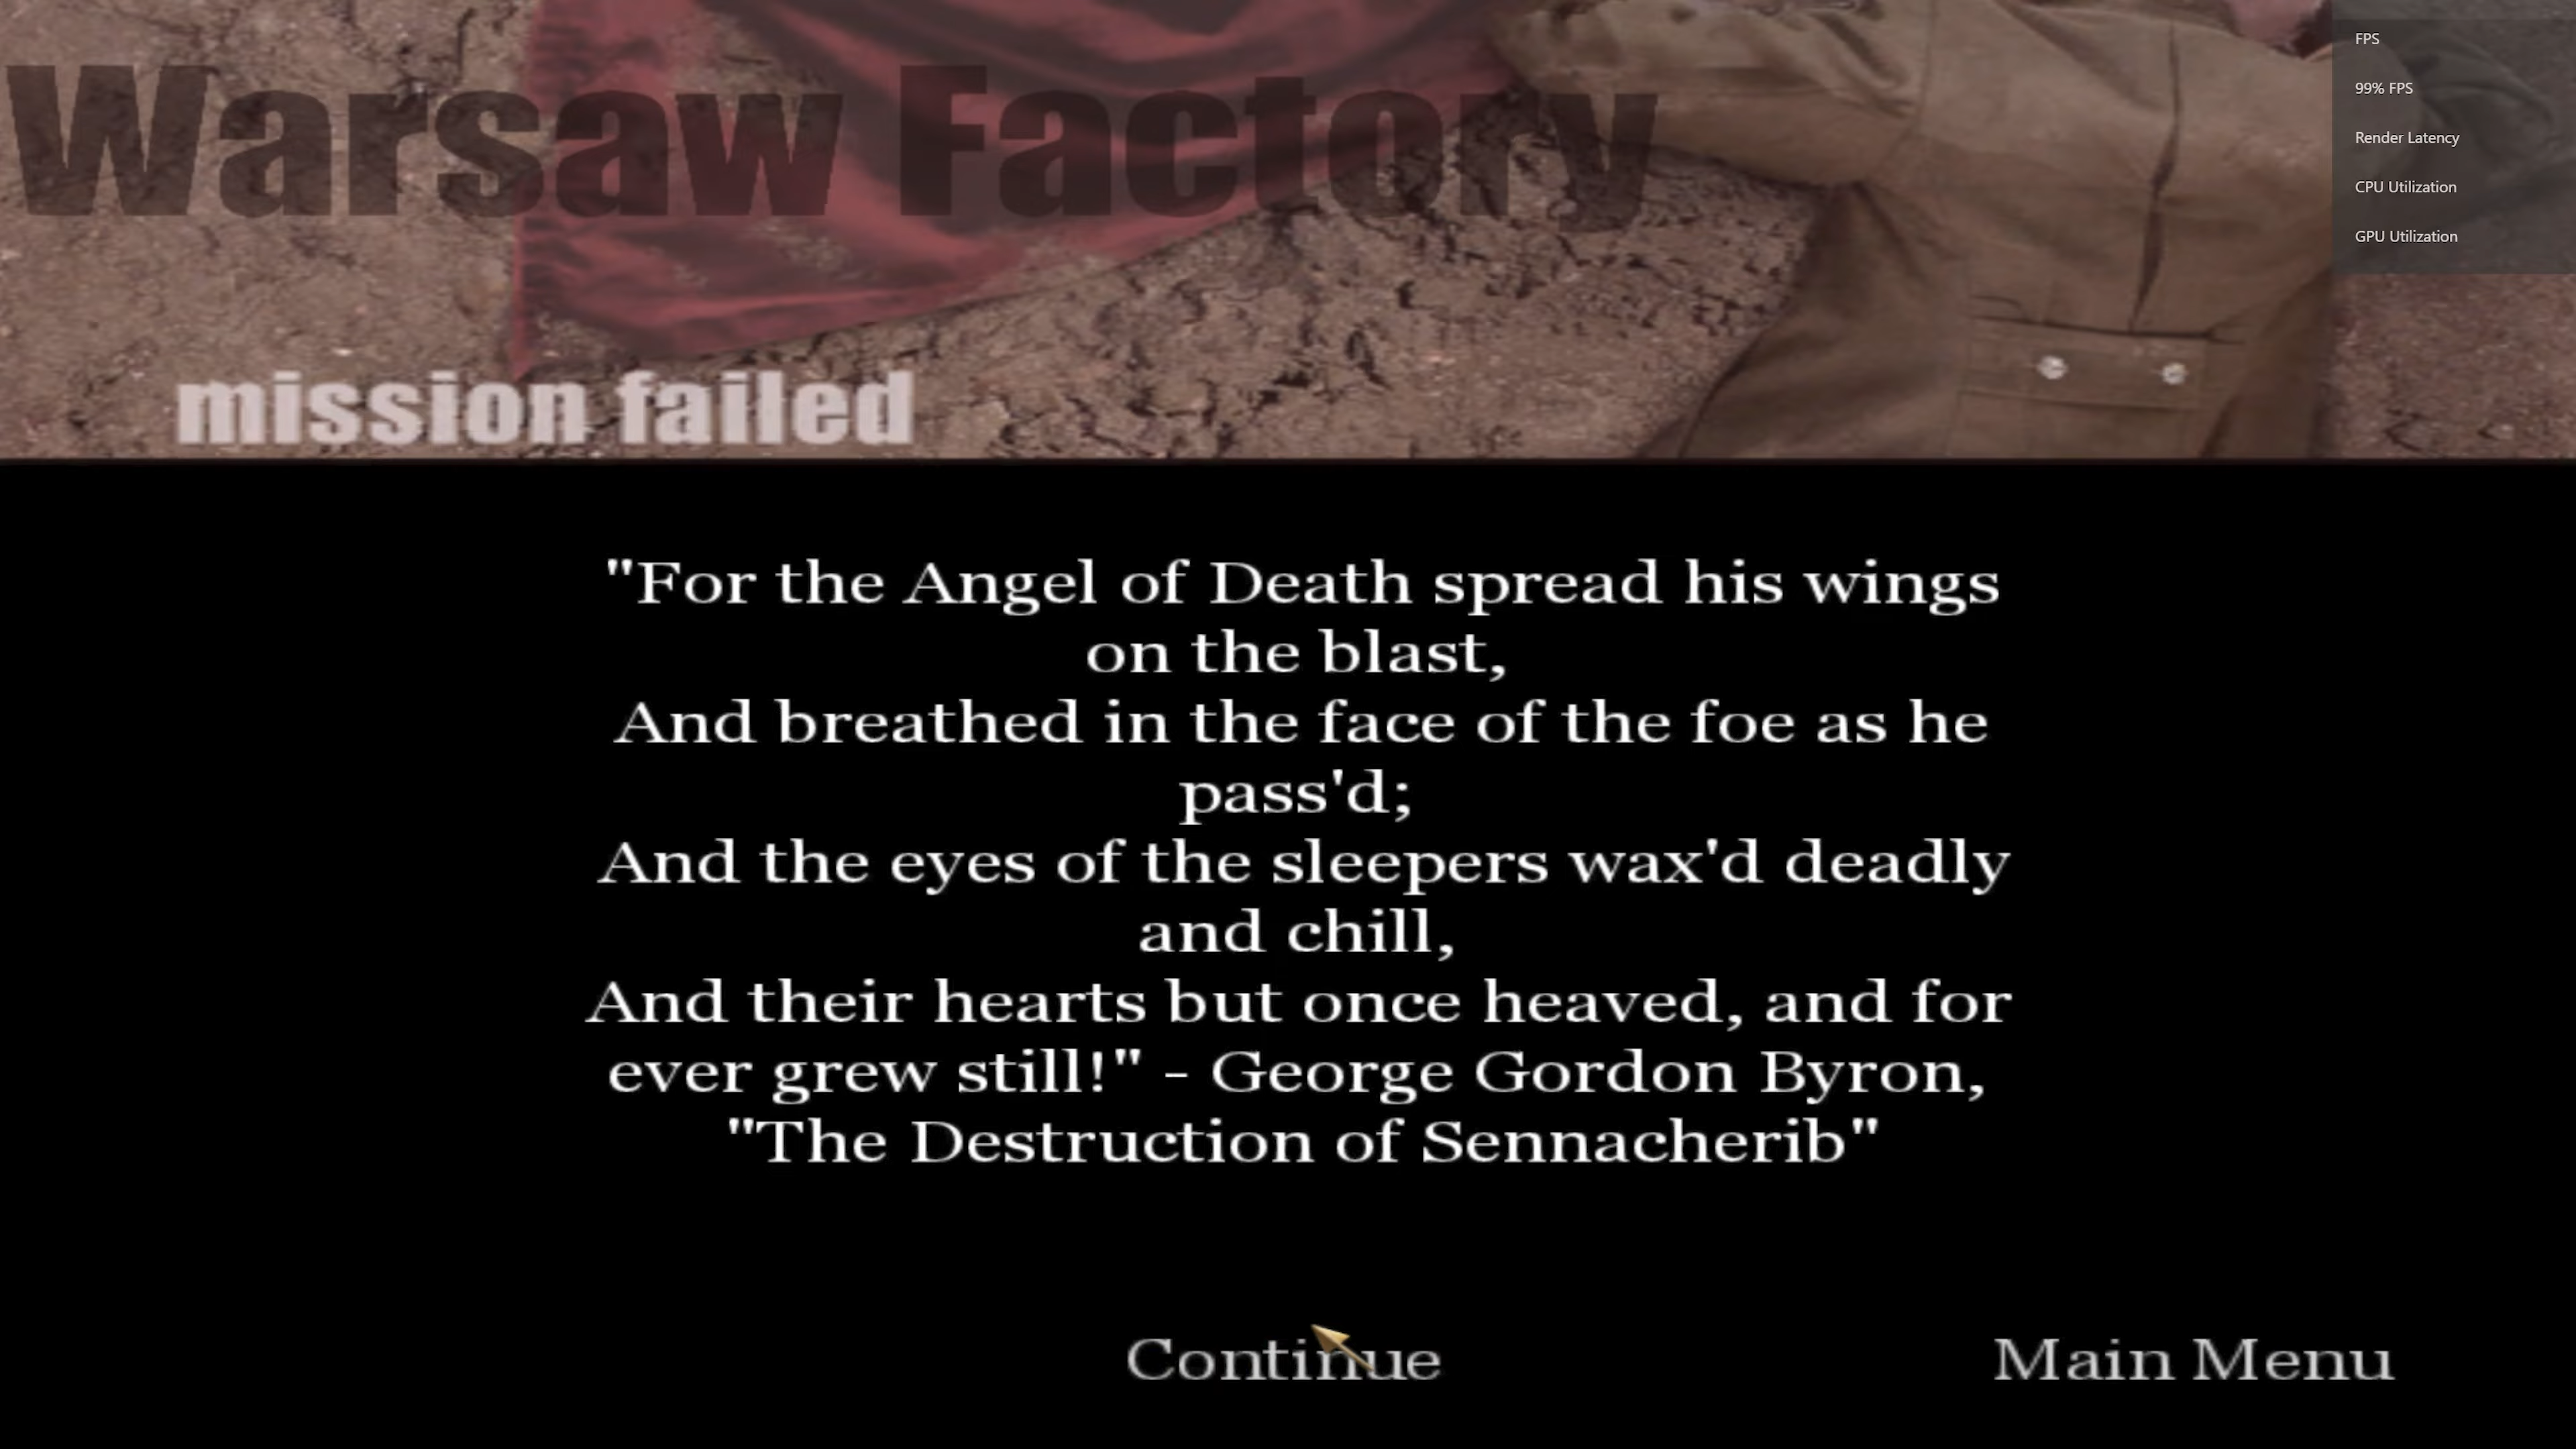 Warsaw Factory
FPS
99% FPS
Render Latency
CPU Utilization
GPU Utilization
mission failed
"For the Angel of Death spread his wings
on the blast,
And breathed in the face of the foe as he
pass'd;
And the eyes of the sleepers wax'd deadly
and chill,
And their hearts but once heaved, and for
ever grew still!" - George Gordon Byron,
"The Destruction of Sennacherib"
Continue
Main Menu